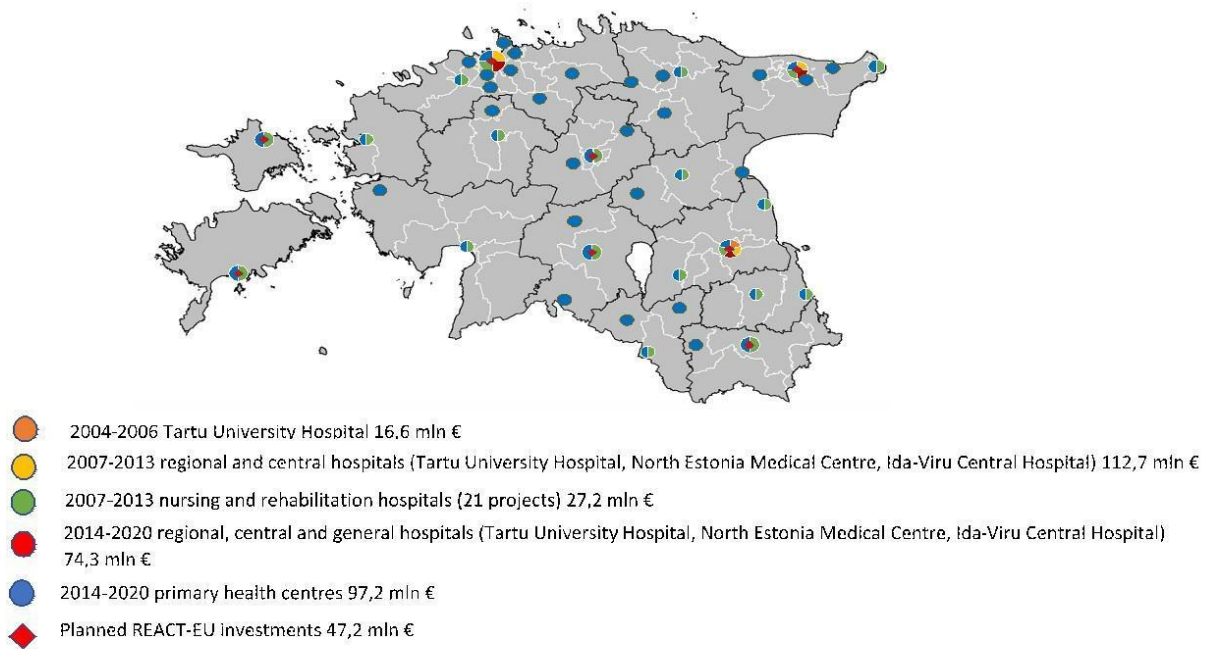 2004-2006 Tartu University Hospital 16,6 mln €
2007-2013 regional and central hospitals (Tartu University Hospital, North Estonia Medical Centre, Ida-Viru Central Hospital) 112,7 mln €
2007-2013 nursing and rehabilitation hospitals (21 projects) 27,2 mln €
2014-2020 regional, central and general hospitals (Tartu University Hospital, North Estonia Medical Centre, Ida-Viru Central Hospital)
74,3 mln €
2014-2020 primary health centres 97,2 mln €
Planned REACT-EU investments 47,2 mln €